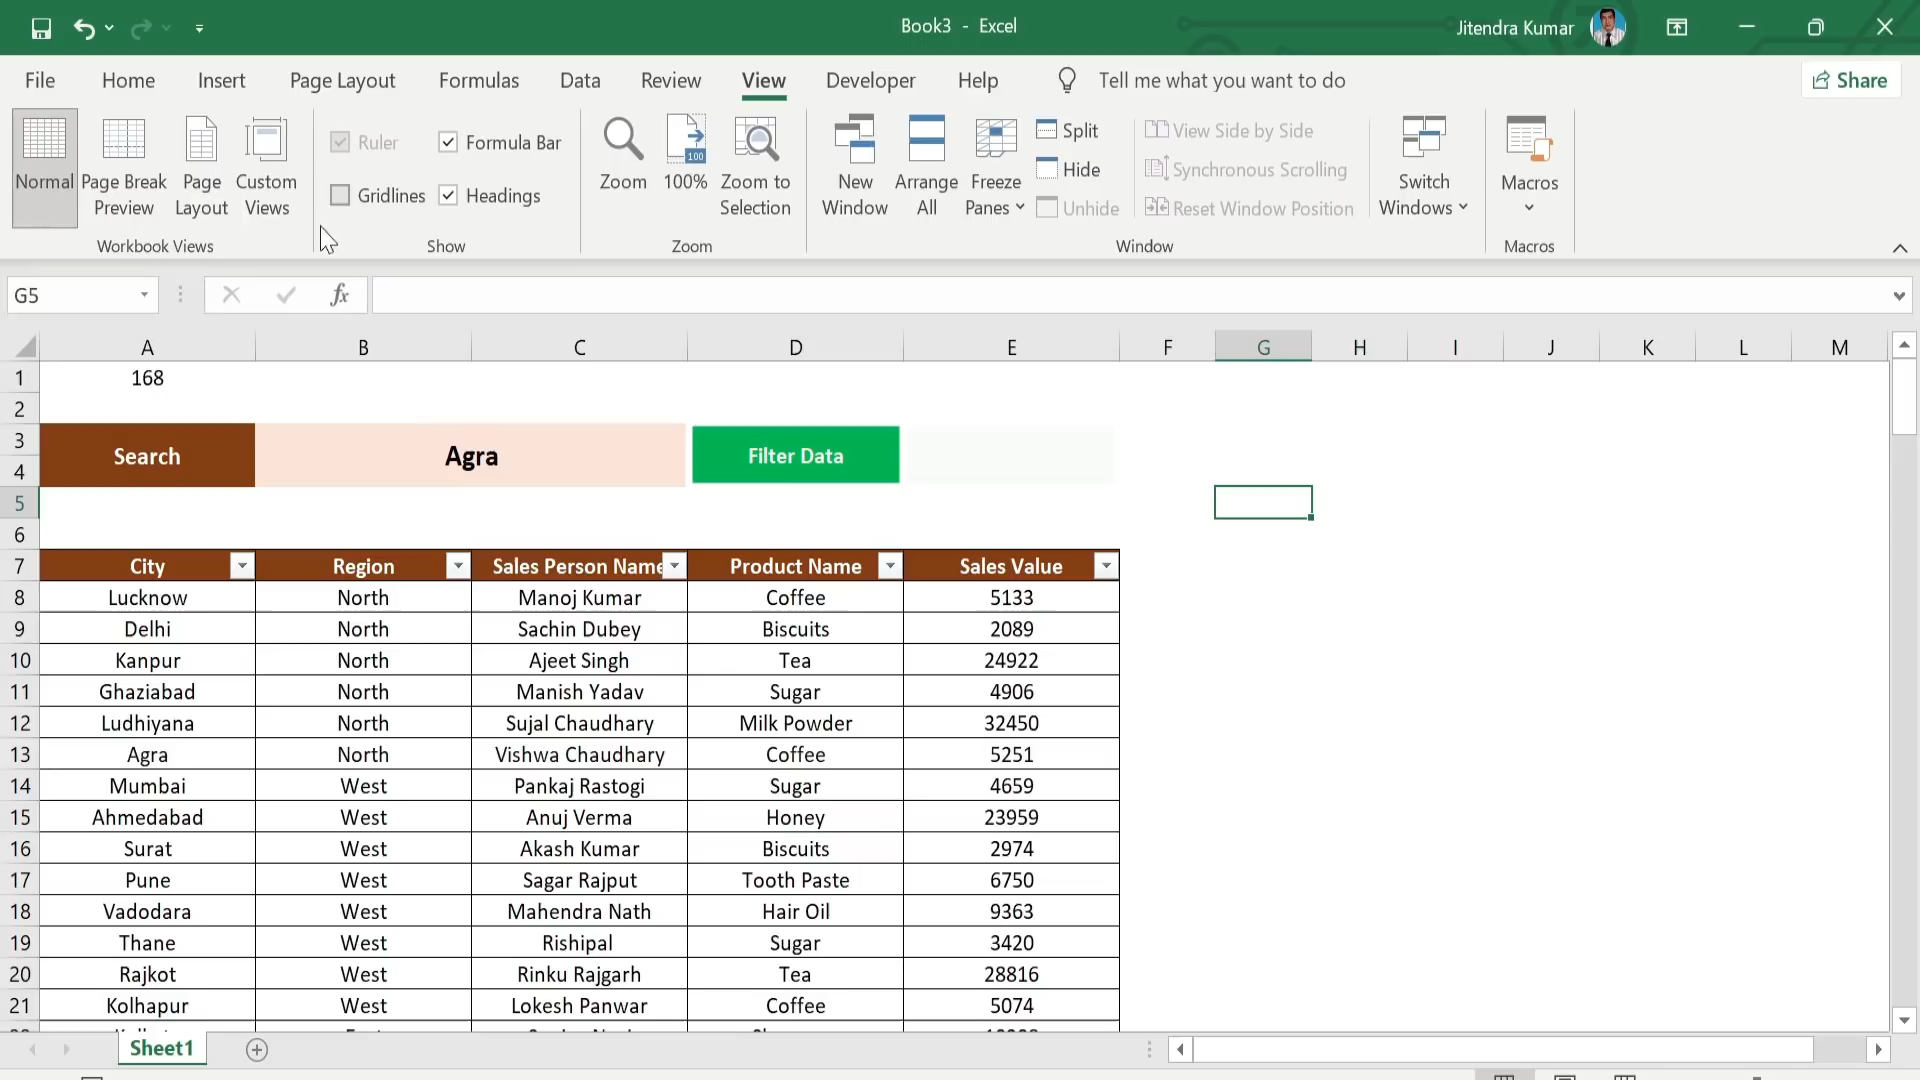 Book3 - Excel
Jitendra Kumar
File Home Insert Page Layout Formulas Data Review View Developer Help Tell me what you want to do Share
Normal
Page Break Preview
Page Layout
Custom Views
Workbook Views
Ruler
Formula Bar
Gridlines
Headings
Show
Zoom
100
100%
Zoom to Selection
Zoom
New Window
Arrange All
Freeze Panes
Split
Hide
Unhide
View Side by Side
Synchronous Scrolling
Reset Window Position
Window
Switch Windows
Macros
Macros
G5
fx
A B C D E F G H I J K L M
1 168
2
3
Search Agra Filter Data
4
5
6
7 City Region Sales Person Name Product Name Sales Value
8 Lucknow North Manoj Kumar Coffee 5133
9 Delhi North Sachin Dubey Biscuits 2089
10 Kanpur North Ajeet Singh Tea 24922
11 Ghaziabad North Manish Yadav Sugar 4906
12 Ludhiyana North Sujal Chaudhary Milk Powder 32450
13 Agra North Vishwa Chaudhary Coffee 5251
14 Mumbai West Pankaj Rastogi Sugar 4659
15 Ahmedabad West Anuj Verma Honey 23959
16 Surat West Akash Kumar Biscuits 2974
17 Pune West Sagar Rajput Tooth Paste 6750
18 Vadodara West Mahendra Nath Hair Oil 9363
19 Thane West Rishipal Sugar 3420
20 Rajkot West Rinku Rajgarh Tea 28816
21 Kolhapur West Lokesh Panwar Coffee 5074
Sheet1